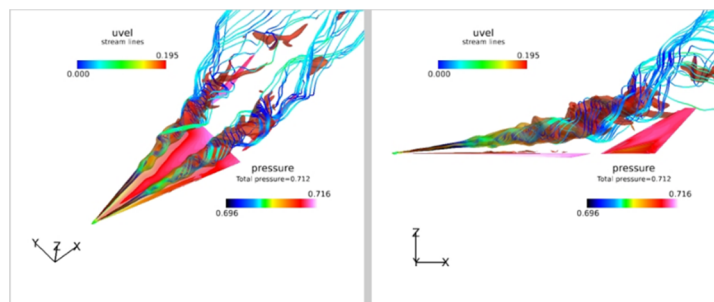 uvel
stream lines
0.195
0.000
pressure
Total pressure=0.712
0.716
0.696
Y Z X
uvel
stream lines
0.195
0.000
pressure
Total pressure=0.712
0.716
0.696
Z
Y X